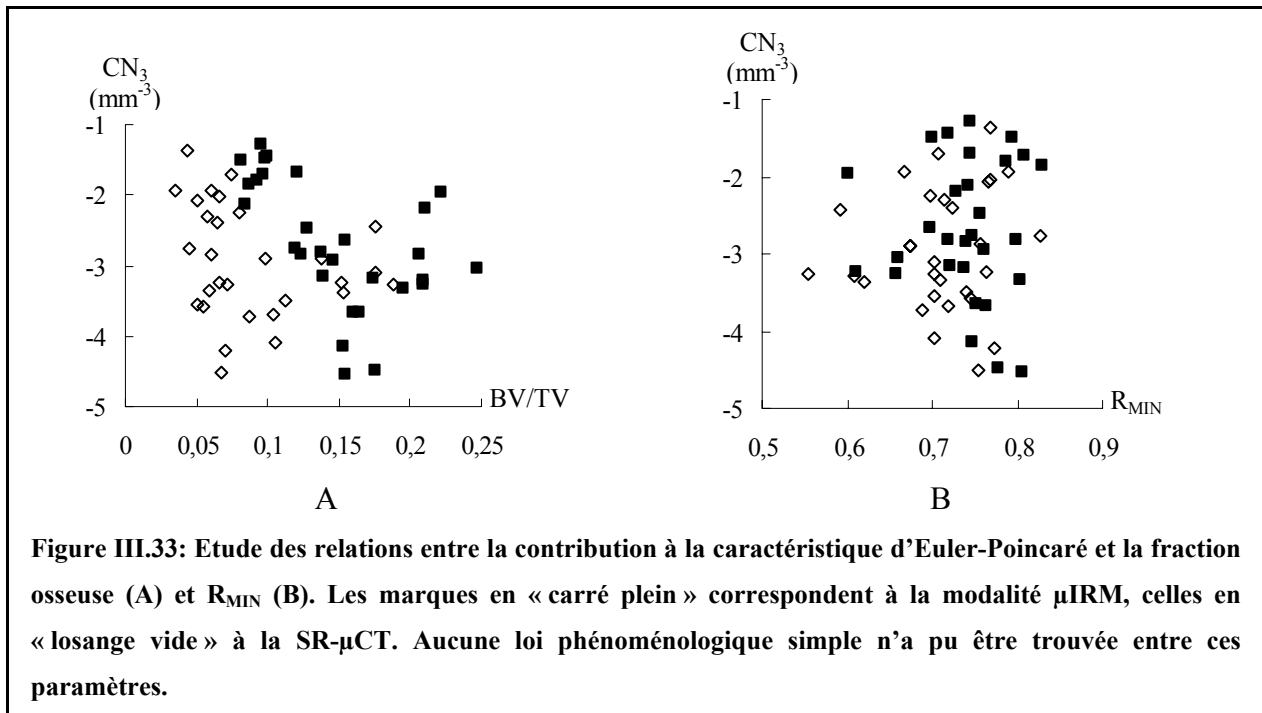 CN₃
(mm⁻³)
-1
-2
-3
-4
-5
BV/TV
0 0,05 0,1 0,15 0,2 0,25
A
CN₃
(mm⁻³)
-1
-2
-3
-4
-5
R_MIN
0,5 0,6 0,7 0,8 0,9
B
Figure III.33: Etude des relations entre la contribution à la caractéristique d’Euler-Poincaré et la fraction
osseuse (A) et R_MIN (B). Les marques en « carré plein » correspondent à la modalité µIRM, celles en
« losange vide » à la SR-µCT. Aucune loi phénoménologique simple n’a pu être trouvée entre ces
paramètres.